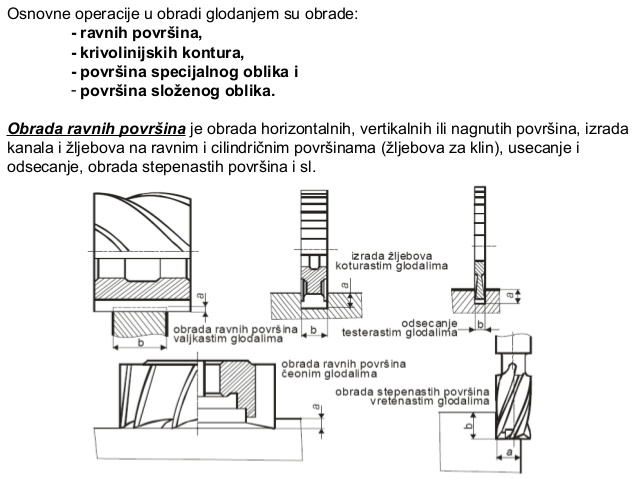 Osnovne operacije u obradi glodanjem su obrade:
- ravnih površina,
- krivolinijskih kontura,
- površina specijalnog oblika i
- površina složenog oblika.
Obrada ravnih površina je obrada horizontalnih, vertikalnih ili nagnutih površina, izrada
kanala i žljebova na ravnim i cilindričnim površinama (žljebova za klin), usecanje i
odsecanje, obrada stepenastih površina i sl.
izrada žljebova
koturastim glodalima
a
a
a
obrada ravnih površina
valjkastim glodalima
b
b
odsecanje
testerastim glodalima
b
obrada ravnih površina
čeonim glodalima
a
obrada stepenastih površina
vretenastim glodalima
b
a